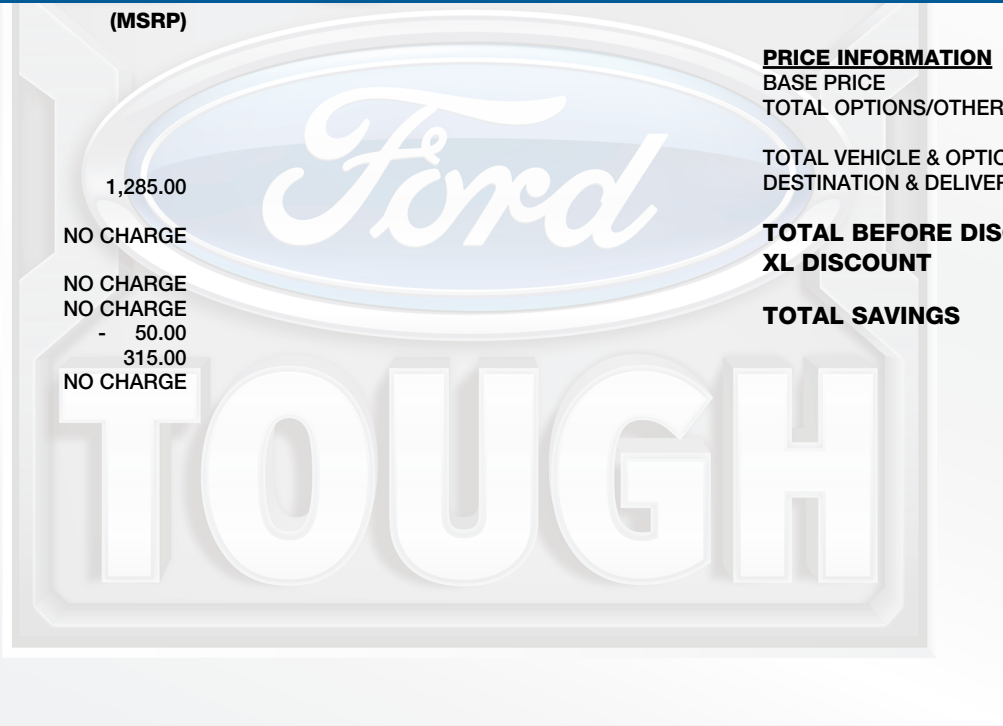 (MSRP)
1,285.00
NO CHARGE
NO CHARGE
NO CHARGE
- 50.00
315.00
NO CHARGE
PRICE INFORMATION
BASE PRICE
TOTAL OPTIONS/OTHER
TOTAL VEHICLE & OPTIO
DESTINATION & DELIVER
TOTAL BEFORE DIS
XL DISCOUNT
TOTAL SAVINGS
Ford
TOUGH